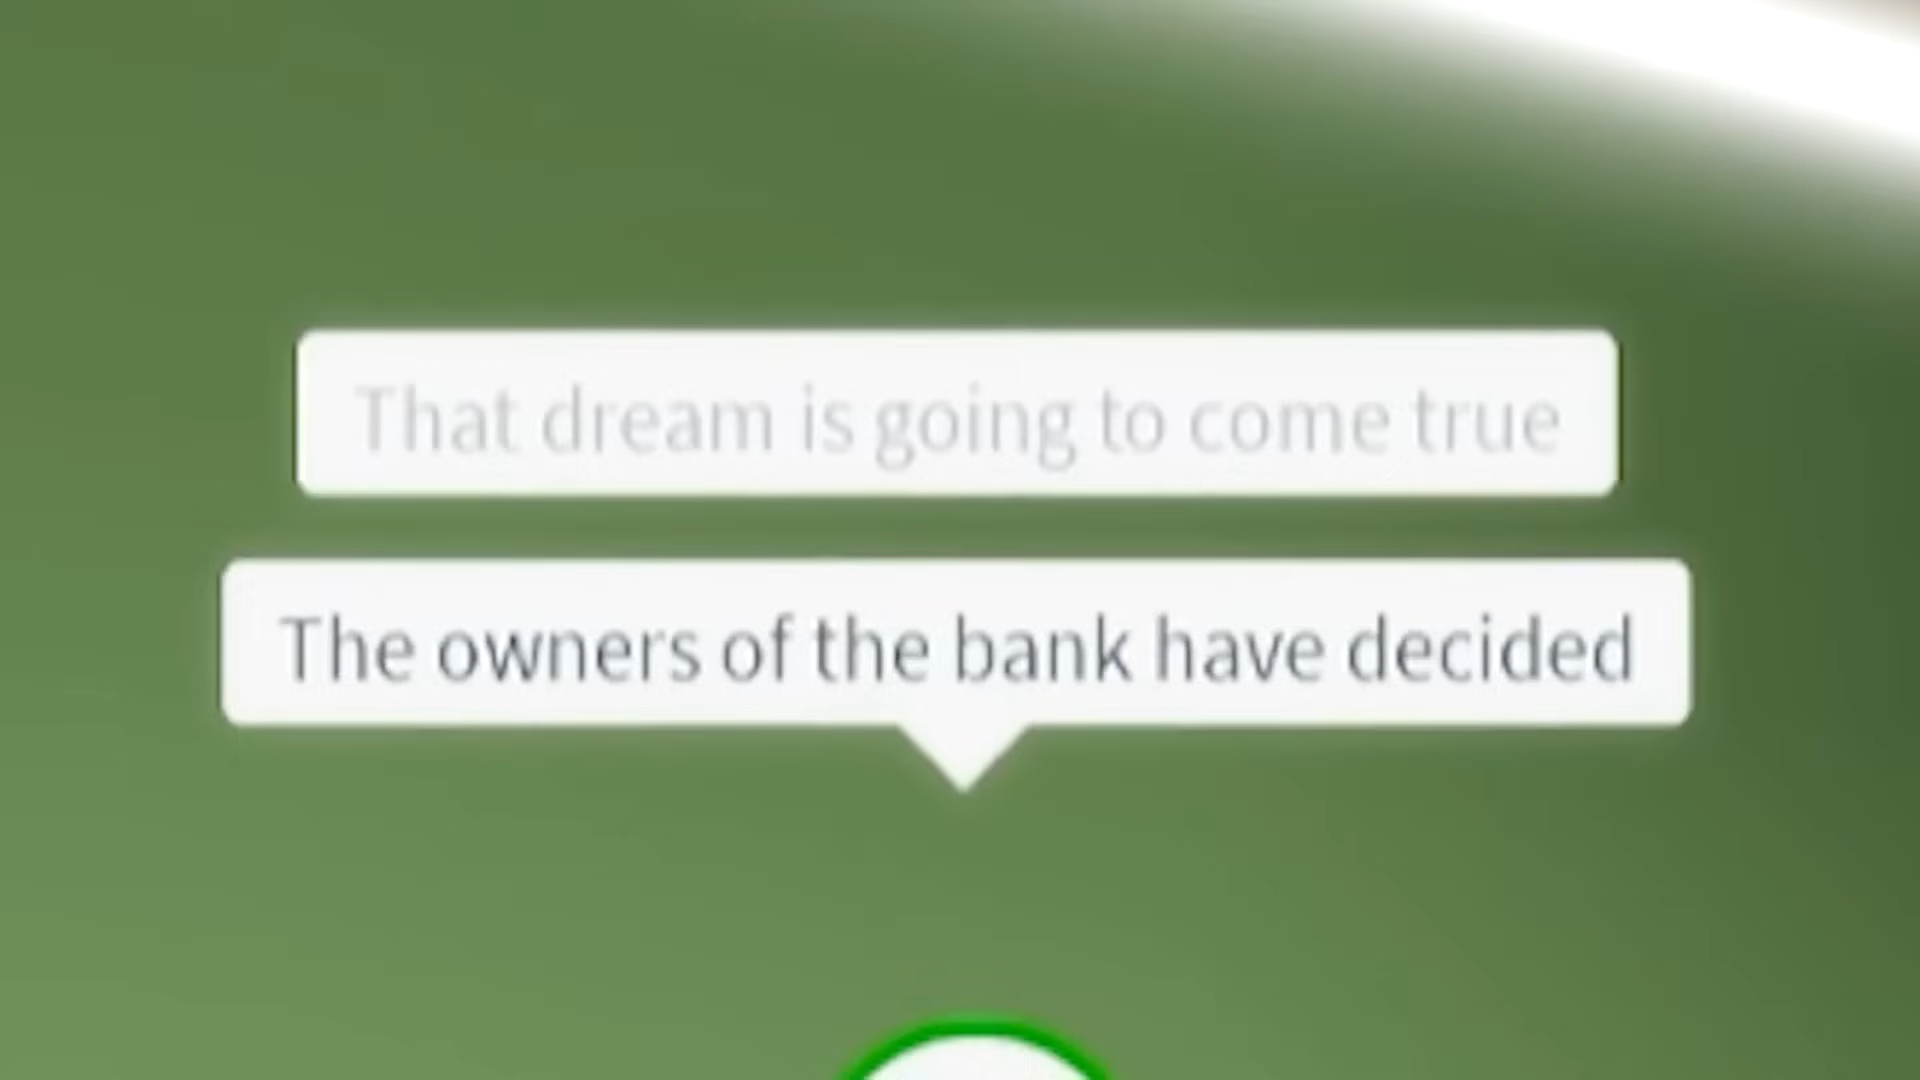 That dream is going to come true
The owners of the bank have decided